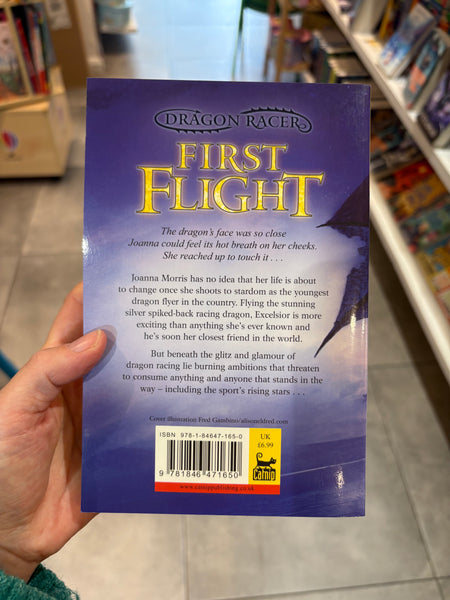 DRAGON RACER
FIRST
FLIGHT
The dragon's face was so close
Joanna could feel its hot breath on her cheeks.
She reached up to touch it . . .
Joanna Morris has no idea that her life is about
to change once she shoots to stardom as the youngest
dragon flyer in the country. Flying the stunning
silver spiked-back racing dragon, Excelsior is more
exciting than anything she's ever known and
he's soon her closest friend in the world.
But beneath the glitz and glamour of
dragon racing lie burning ambitions that threaten
to consume anything and anyone that stands in the
way – including the sport's rising stars . . .
Cover illustration Fred Gambino/alisoneldred.com
ISBN 978-1-84647-165-0
9 781846 471650
UK
£6.99
Catnip
www.catnippublishing.co.uk